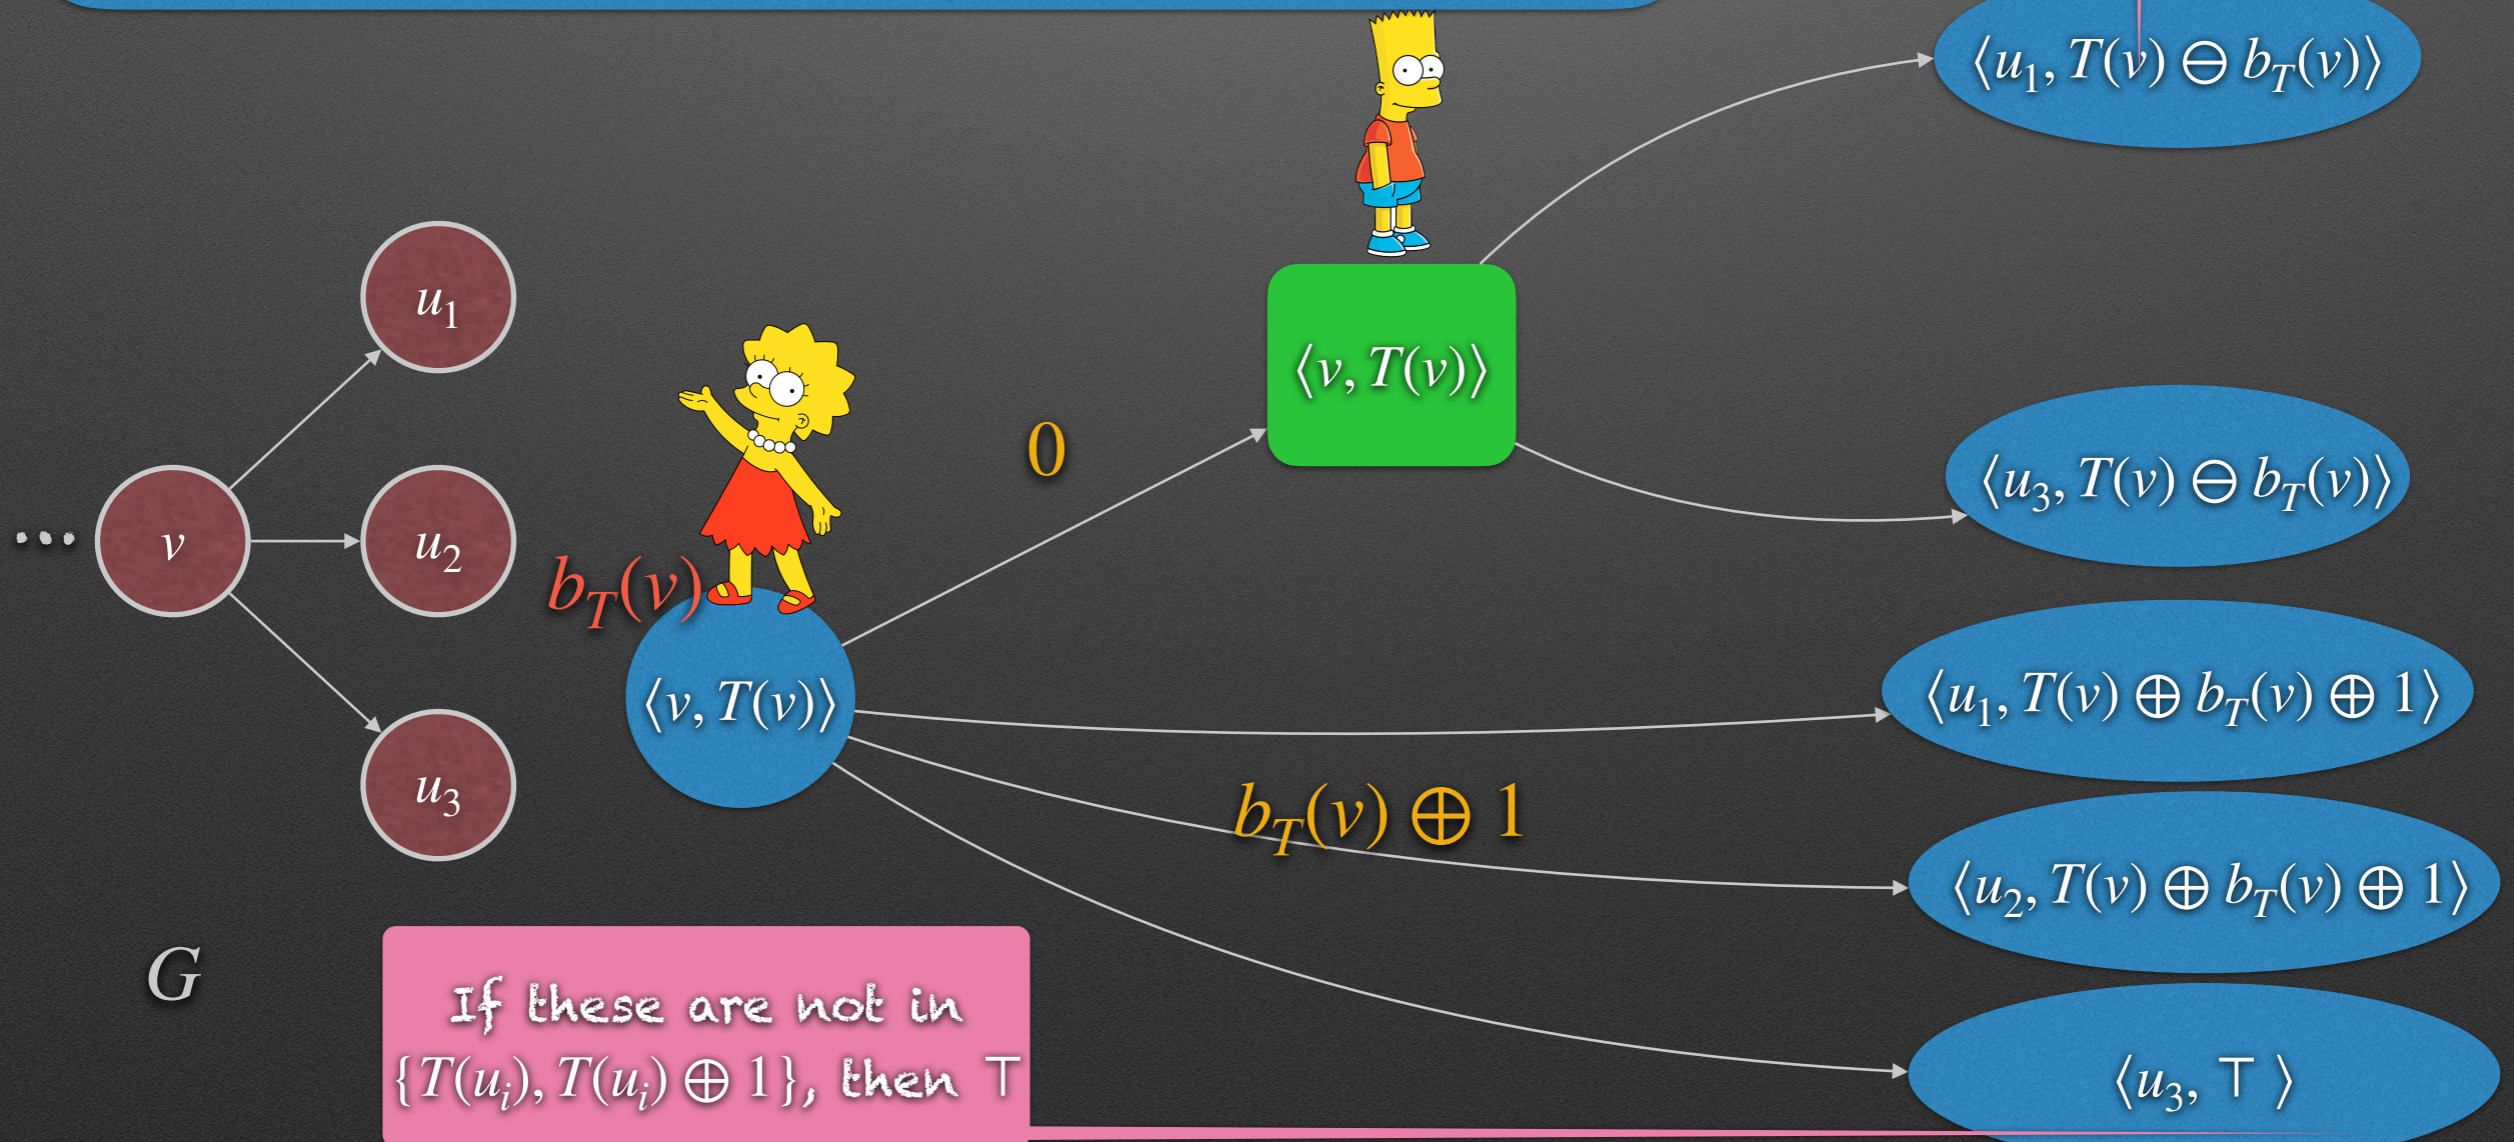 ⟨u₁, T(v) ⊖ b_T(v)⟩
u₁
⟨v, T(v)⟩
0
⟨u₃, T(v) ⊖ b_T(v)⟩
... v
u₂
b_T(v)
⟨v, T(v)⟩
⟨u₁, T(v) ⊕ b_T(v) ⊕ 1⟩
u₃
b_T(v) ⊕ 1
⟨u₂, T(v) ⊕ b_T(v) ⊕ 1⟩
G
If these are not in
{T(uᵢ), T(uᵢ) ⊕ 1}, then ⊤
⟨u₃, ⊤ ⟩